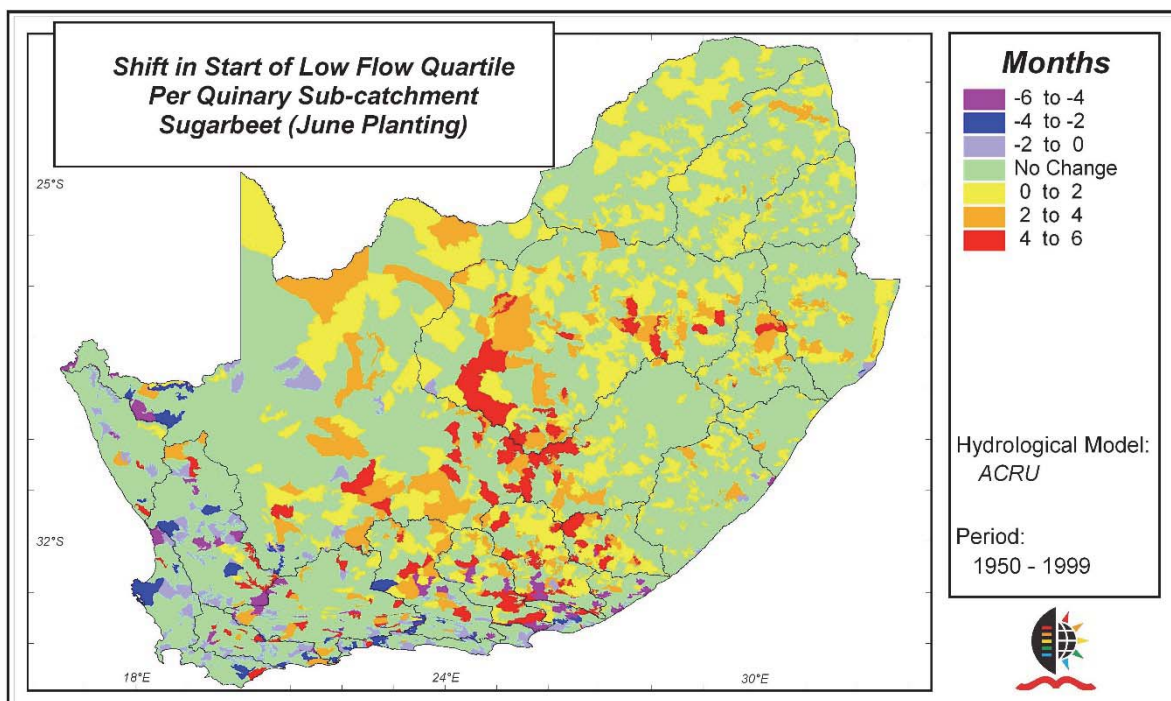 Shift in Start of Low Flow Quartile
Per Quinary Sub-catchment
Sugarbeet (June Planting)
Months
-6 to -4
-4 to -2
-2 to 0
No Change
0 to 2
2 to 4
4 to 6
25°S
32°S
Hydrological Model:
ACRU
Period:
1950 - 1999
18°E
24°E
30°E